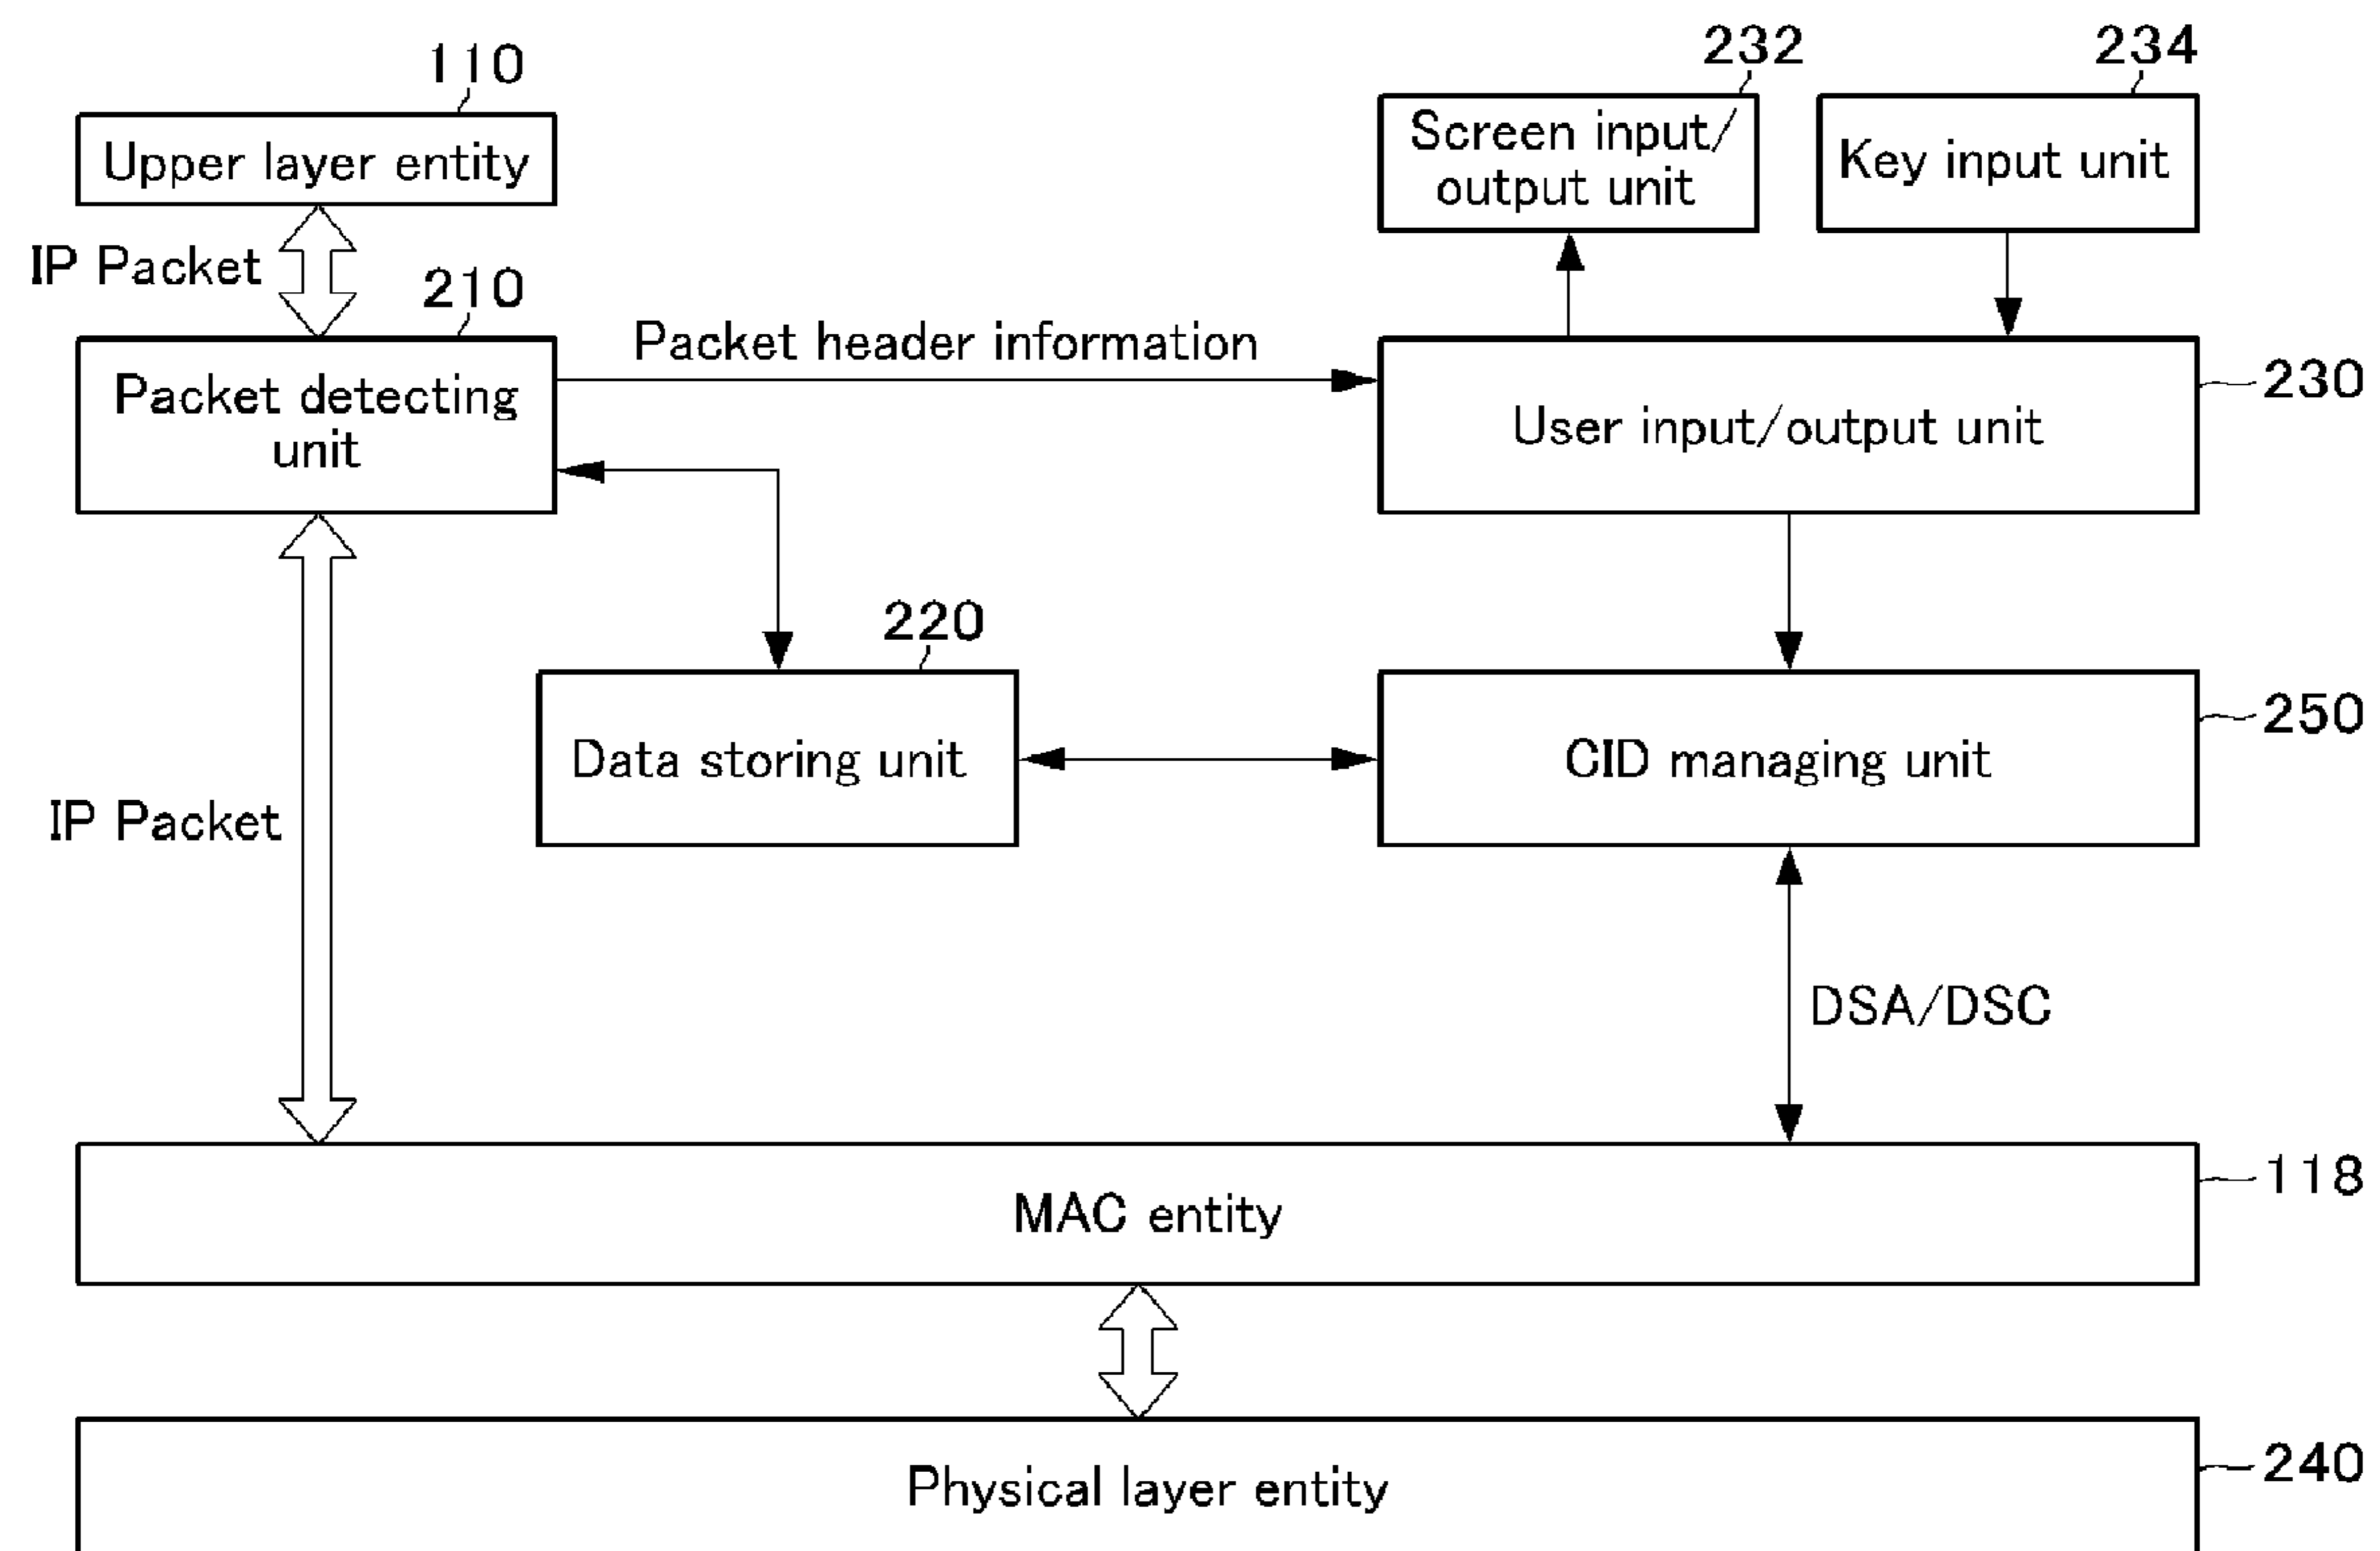 110
232
234
Upper layer entity
Screen input/
output unit
Key input unit
IP Packet
210
Packet header information
Packet detecting
unit
User input/output unit
230
220
Data storing unit
CID managing unit
250
IP Packet
DSA/DSC
MAC entity
118
Physical layer entity
240